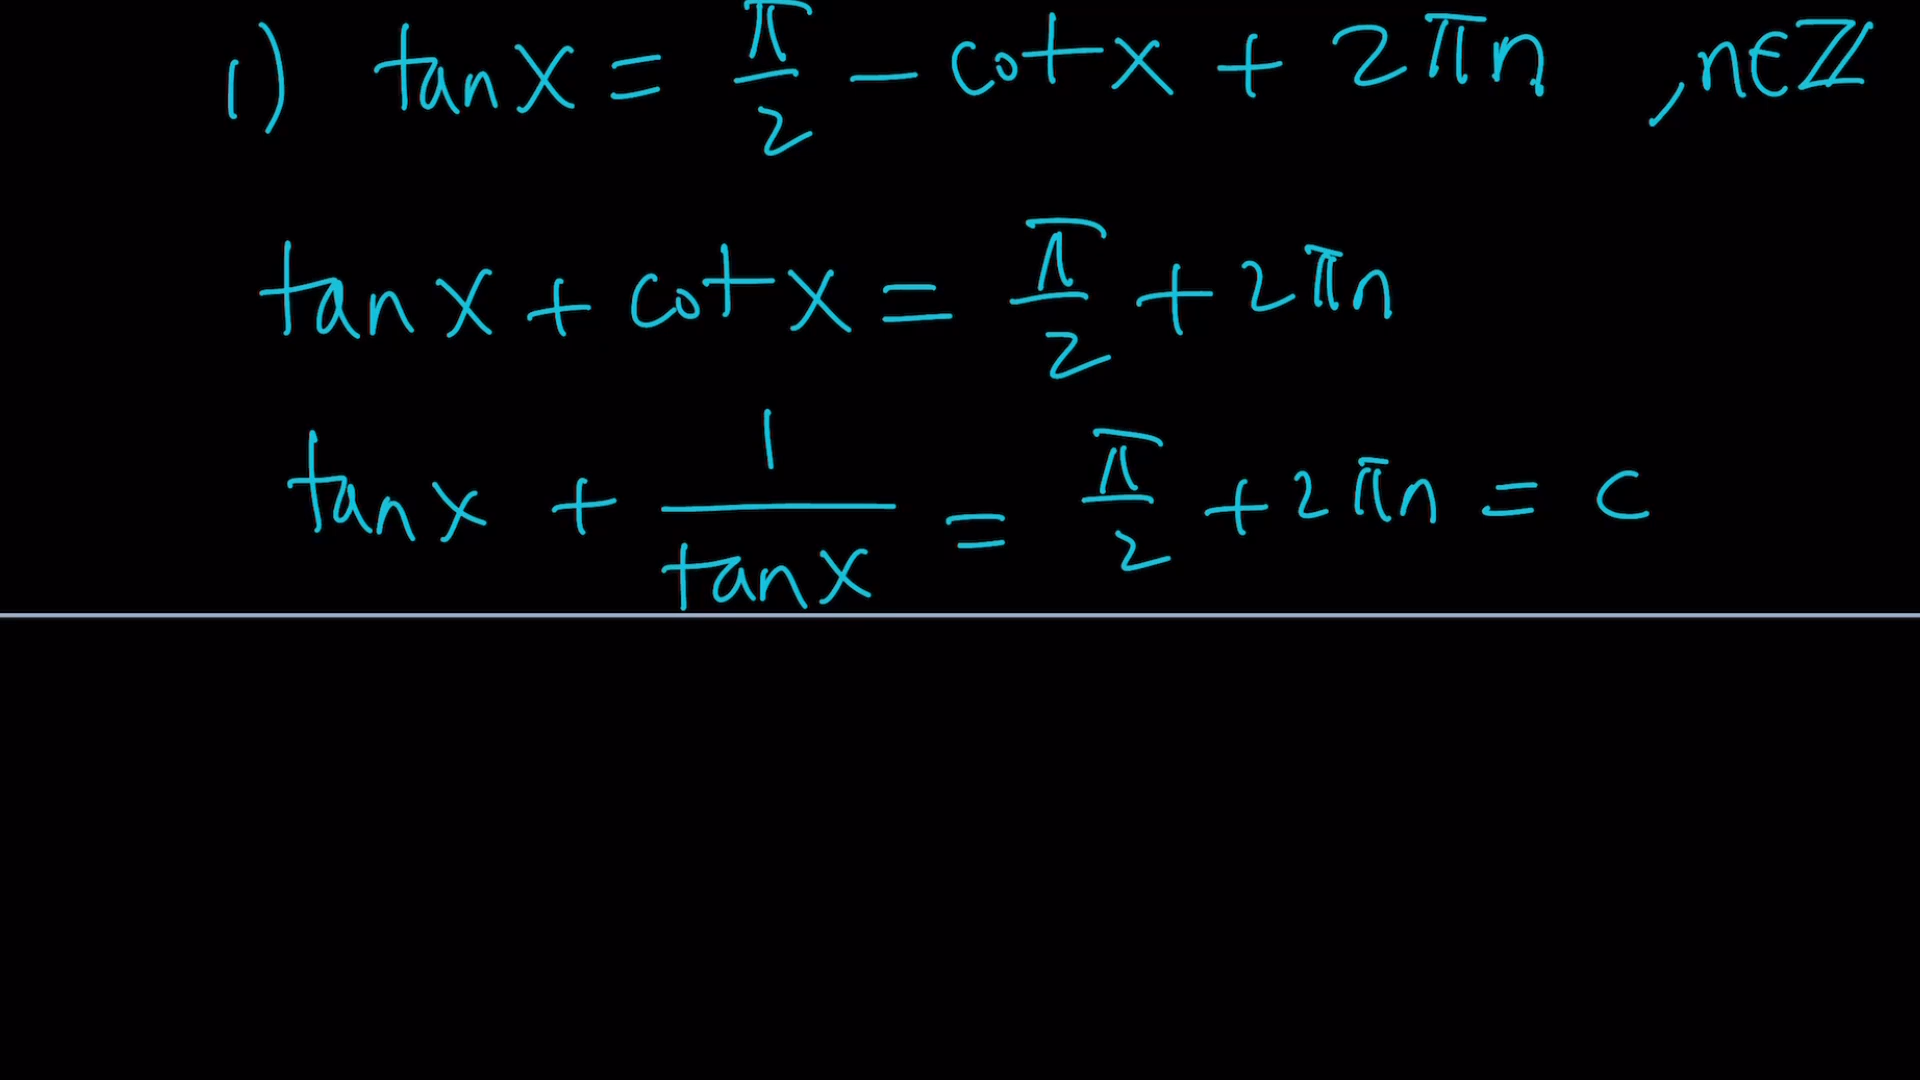 1) tan x = π/2 - cot x + 2πn , n∈ℤ
tan x + cot x = π/2 + 2πn
tan x + 1/tan x = π/2 + 2πn = c